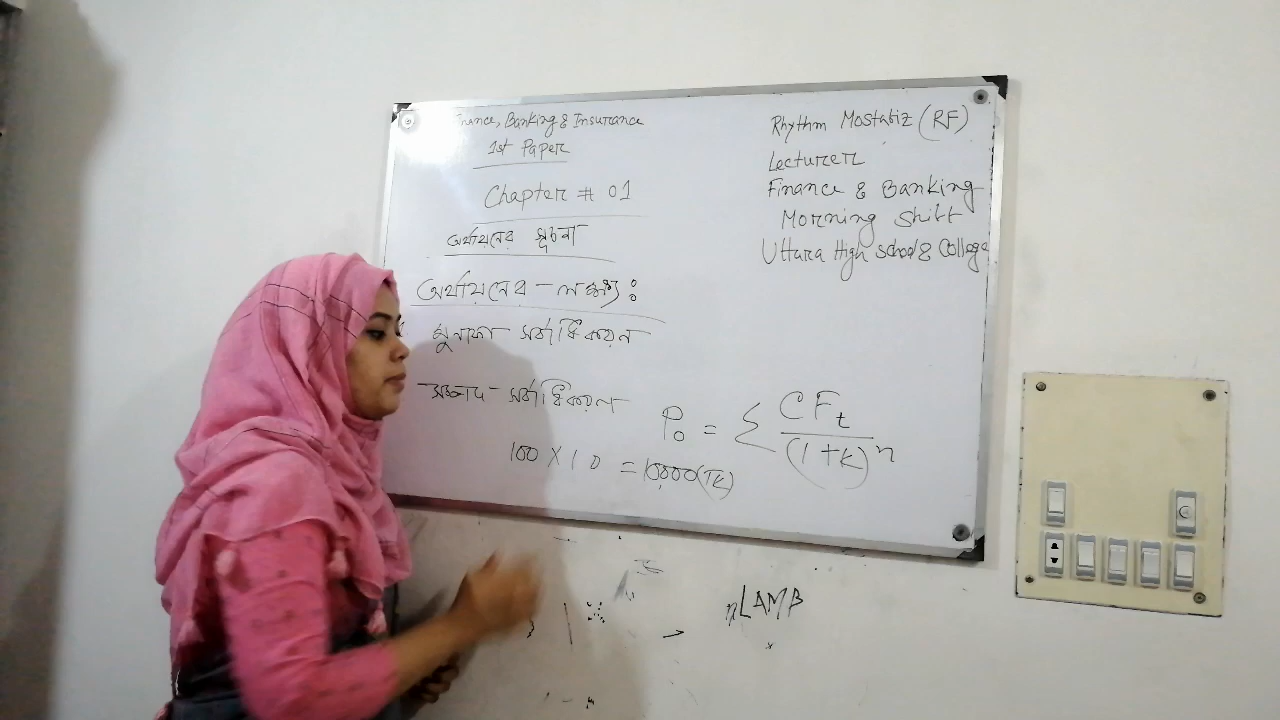 Finance, Banking & Insurance
1st Paper
Chapter # 01
অর্থায়নের সূচনা
অর্থায়নের - লক্ষ্য :
মুনাফা সর্বাধিকরন
সম্পদ - সর্বাধিকরণ
100 X 10 = 10,000 (TK)
P₀ = Σ CFt / (1 + k)ⁿ
Rhythm Mostafiz (RF)
Lecturer
Finance & Banking
Morning Shift
Uttara High School & College
LAMB